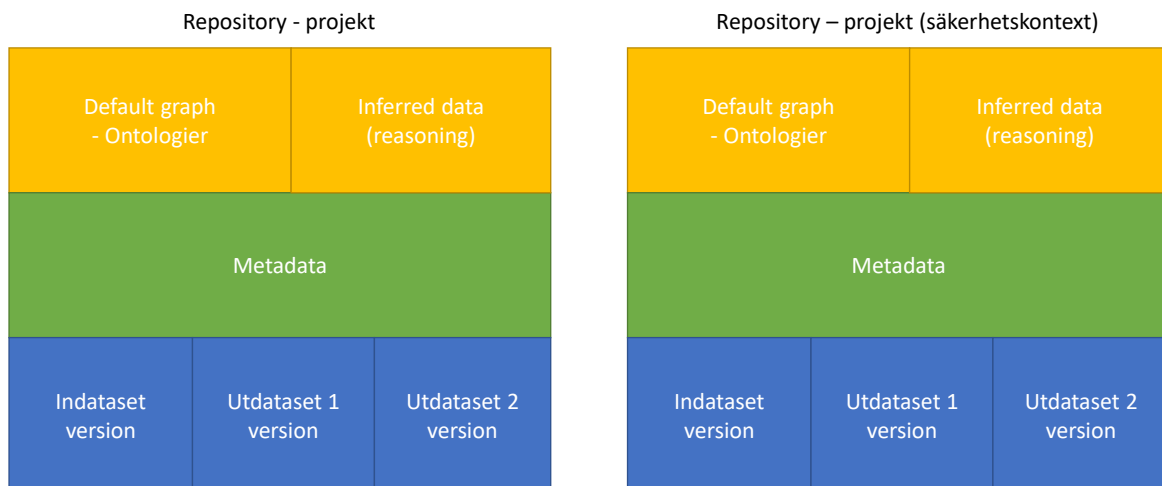 Repository - projekt
Default graph
- Ontologier
Inferred data
(reasoning)
Metadata
Indataset
version
Utdataset 1
version
Utdataset 2
version
Repository – projekt (säkerhetskontext)
Default graph
- Ontologier
Inferred data
(reasoning)
Metadata
Indataset
version
Utdataset 1
version
Utdataset 2
version